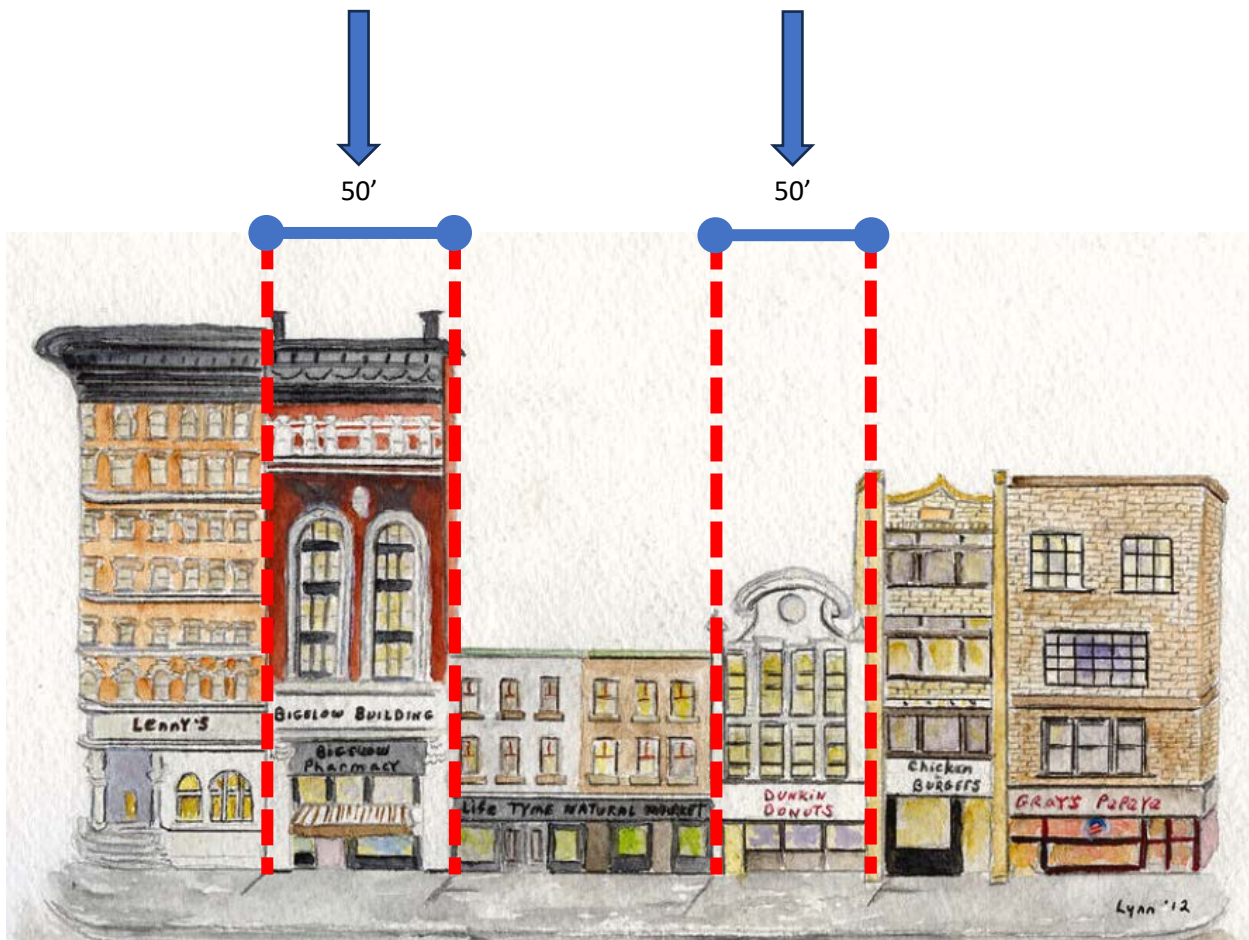 50’
50’
LENNY'S
BIGELOW BUILDING
BIGELOW
PHARMACY
Life TYME NATURAL MARKET
DUNKIN
DONUTS
Chicken
BURGERS
GRAY'S PAPAYA
Lynn '12